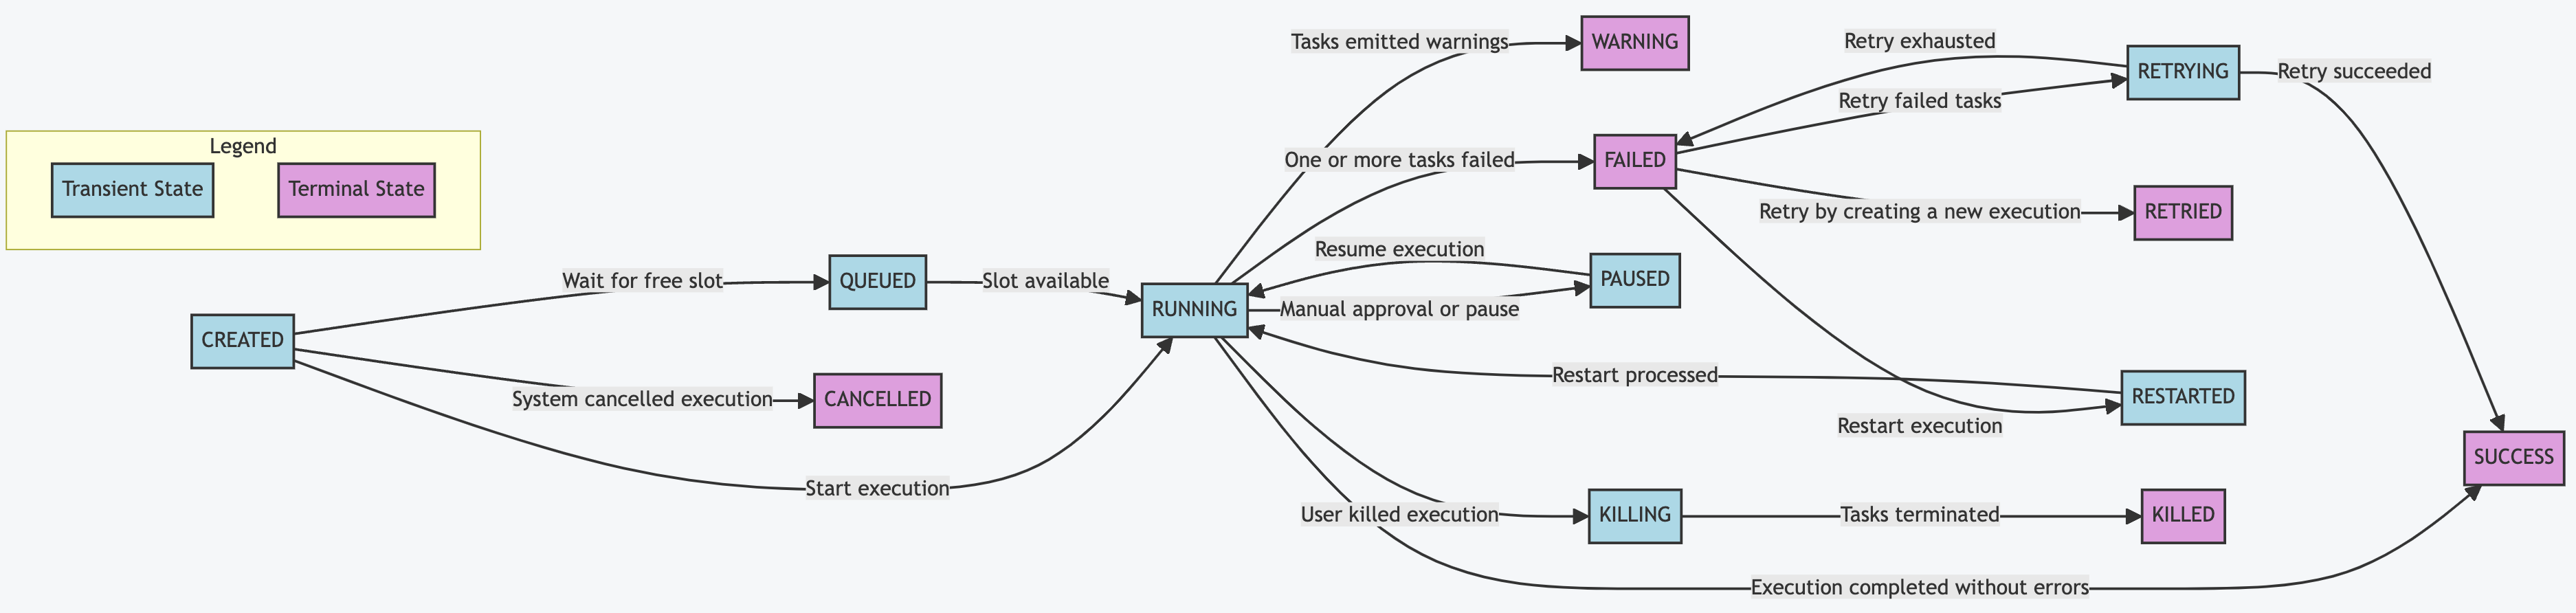 Legend
Transient State
Terminal State
CREATED
Wait for free slot
System cancelled execution
Start execution
QUEUED
CANCELLED
Slot available
RUNNING
Tasks emitted warnings
One or more tasks failed
Resume execution
Manual approval or pause
Restart processed
User killed execution
Execution completed without errors
WARNING
FAILED
PAUSED
KILLING
Retry exhausted
Retry failed tasks
Retry by creating a new execution
Restart execution
Tasks terminated
RETRYING
RETRIED
RESTARTED
KILLED
Retry succeeded
SUCCESS